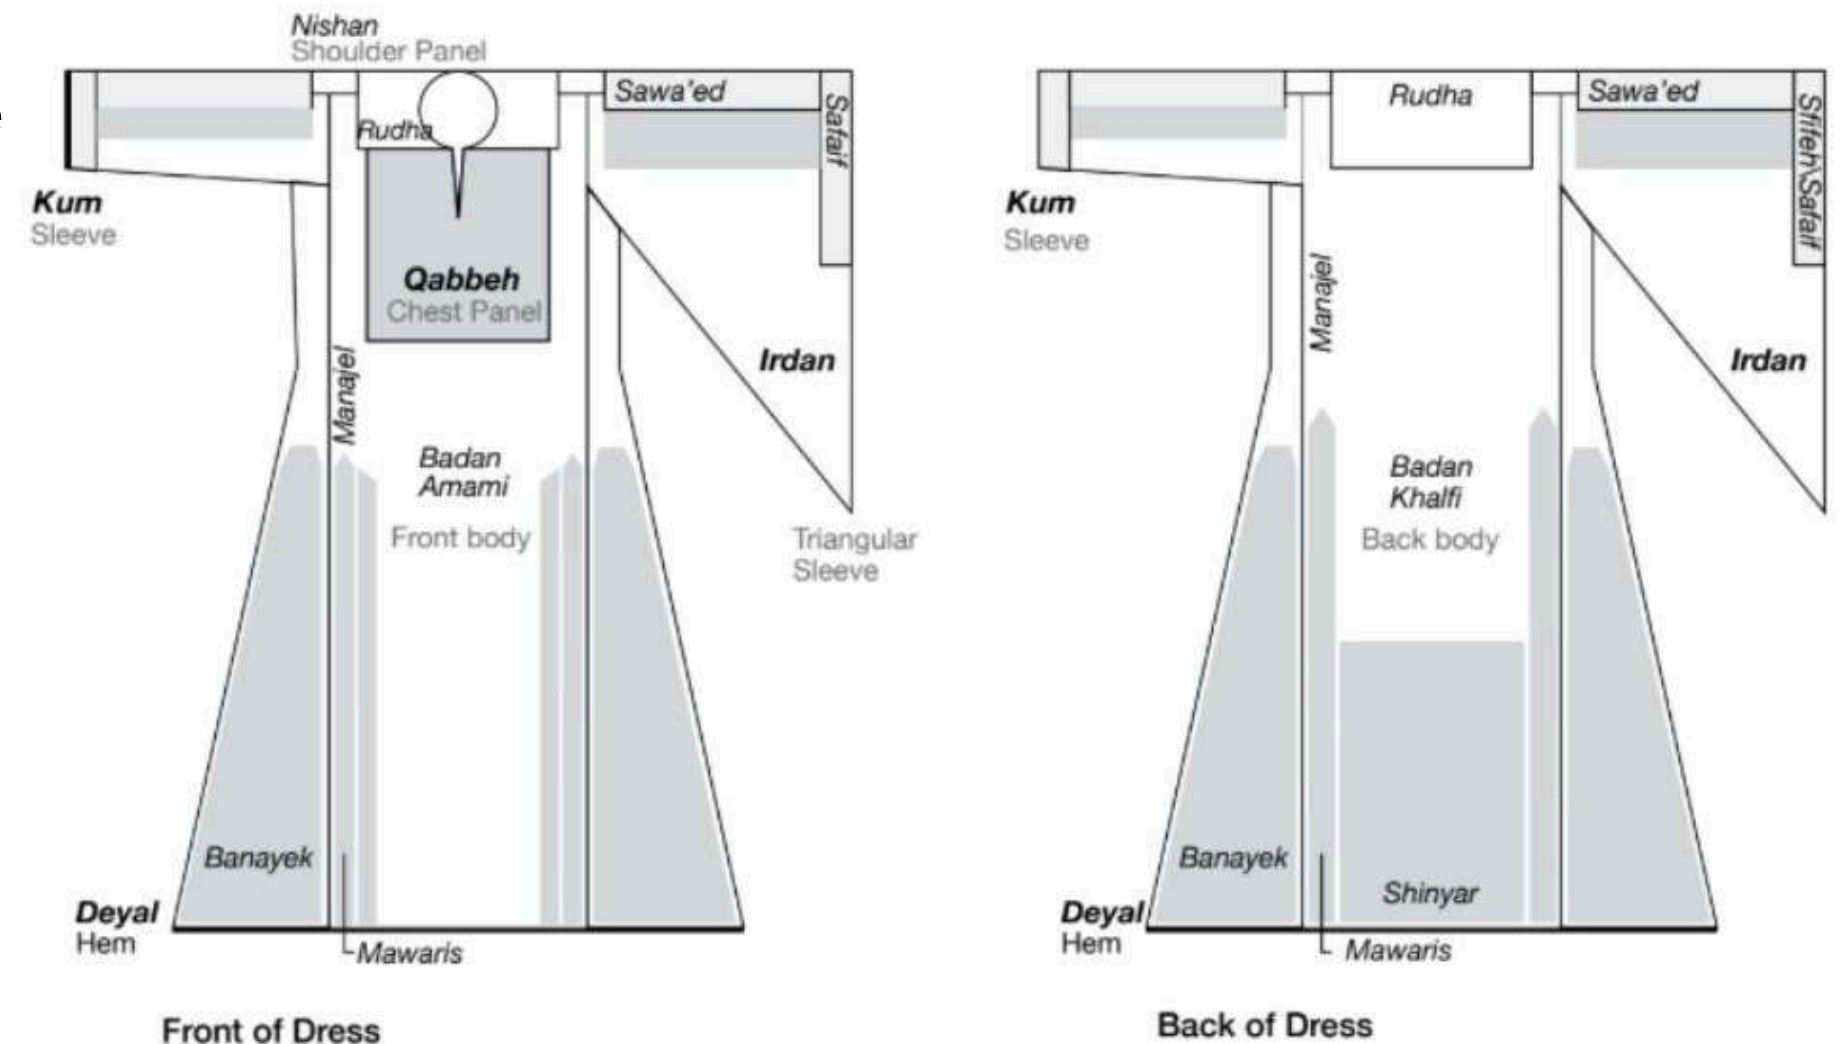 Nishan
Shoulder Panel
Rudha
Sawa'ed
Safaif
Kum
Sleeve
Qabbeh
Chest Panel
Manajel
Irdan
Badan
Amami
Front body
Triangular
Sleeve
Banayek
Deyal
Hem
Mawaris
Front of Dress
Rudha
Sawa'ed
Sfifeh\Safaif
Kum
Sleeve
Manajel
Irdan
Badan
Khalfi
Back body
Banayek
Shinyar
Deyal
Hem
Mawaris
Back of Dress